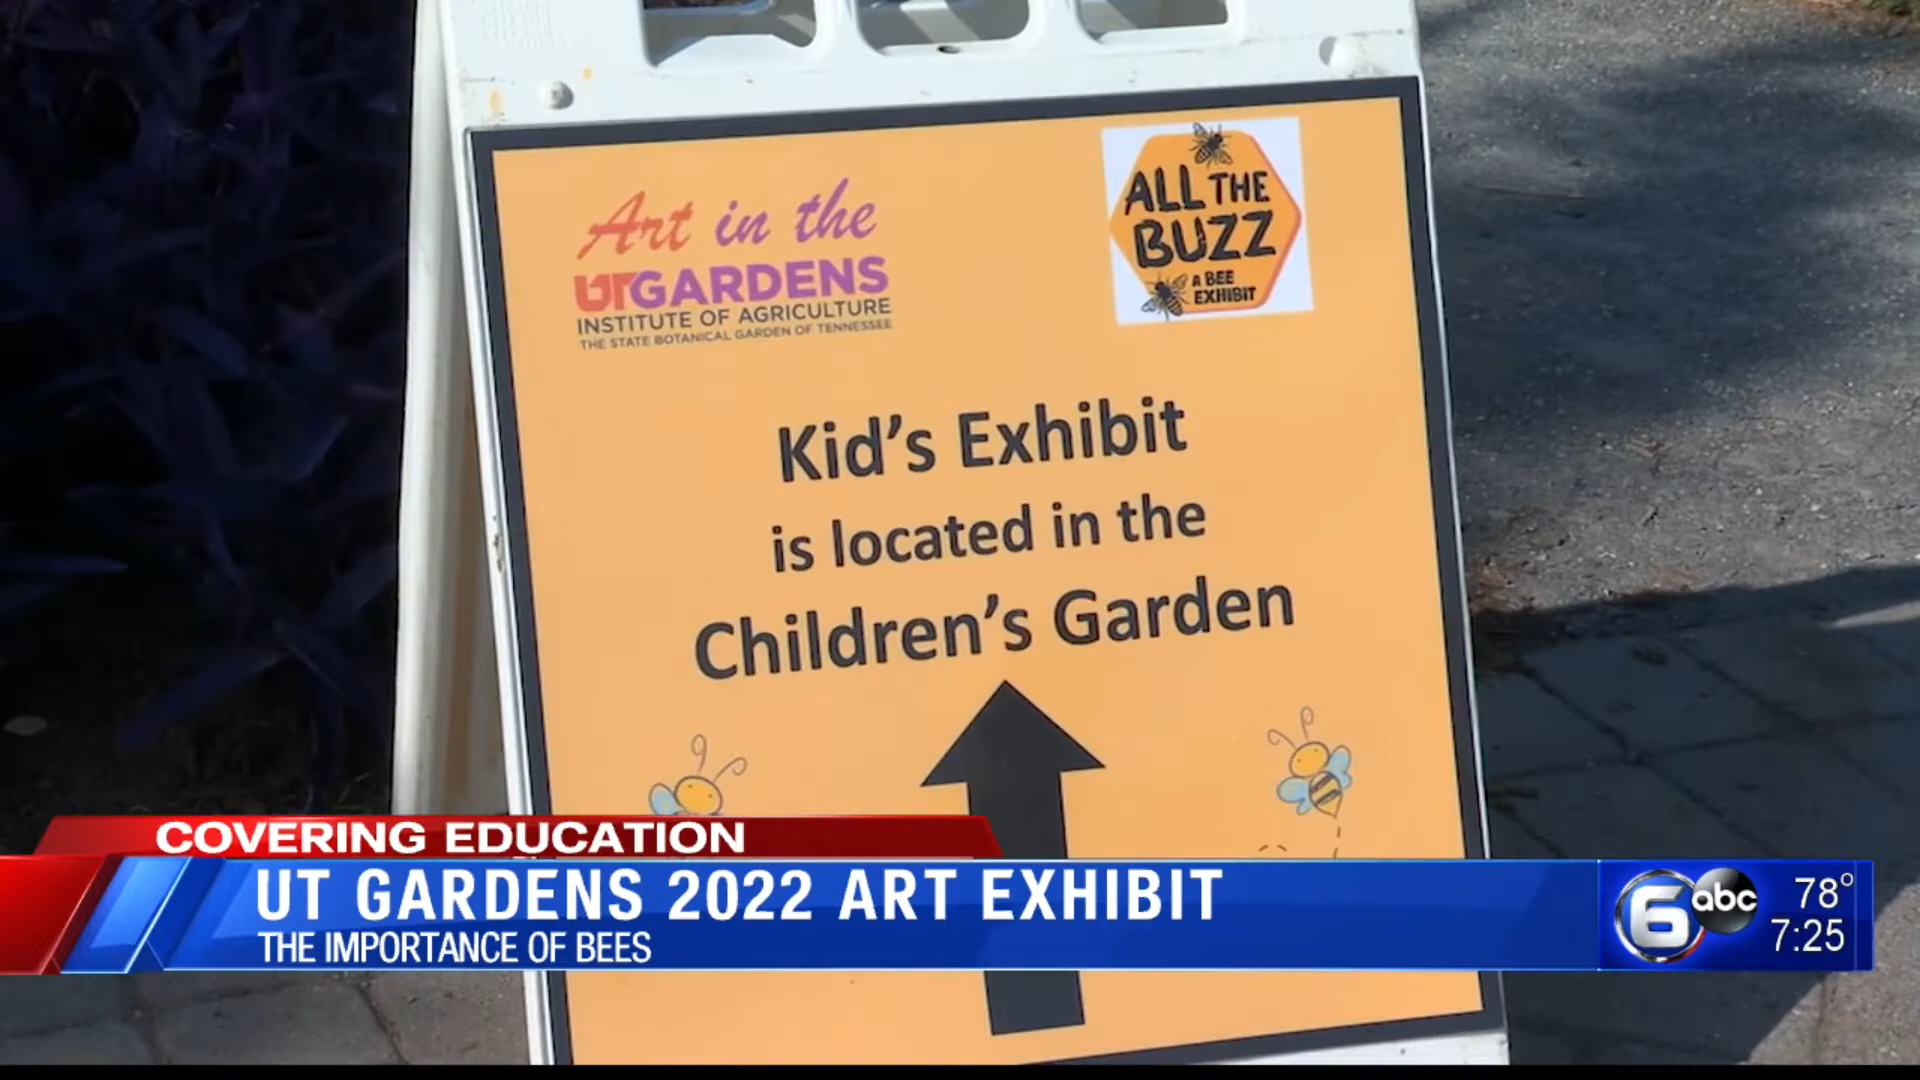 Art in the
UTGARDENS
INSTITUTE OF AGRICULTURE
THE STATE BOTANICAL GARDEN OF TENNESSEE
ALL THE
BUZZ
A BEE
EXHIBIT
Kid's Exhibit
is located in the
Children's Garden
COVERING EDUCATION
UT GARDENS 2022 ART EXHIBIT
THE IMPORTANCE OF BEES
6 abc
78°
7:25